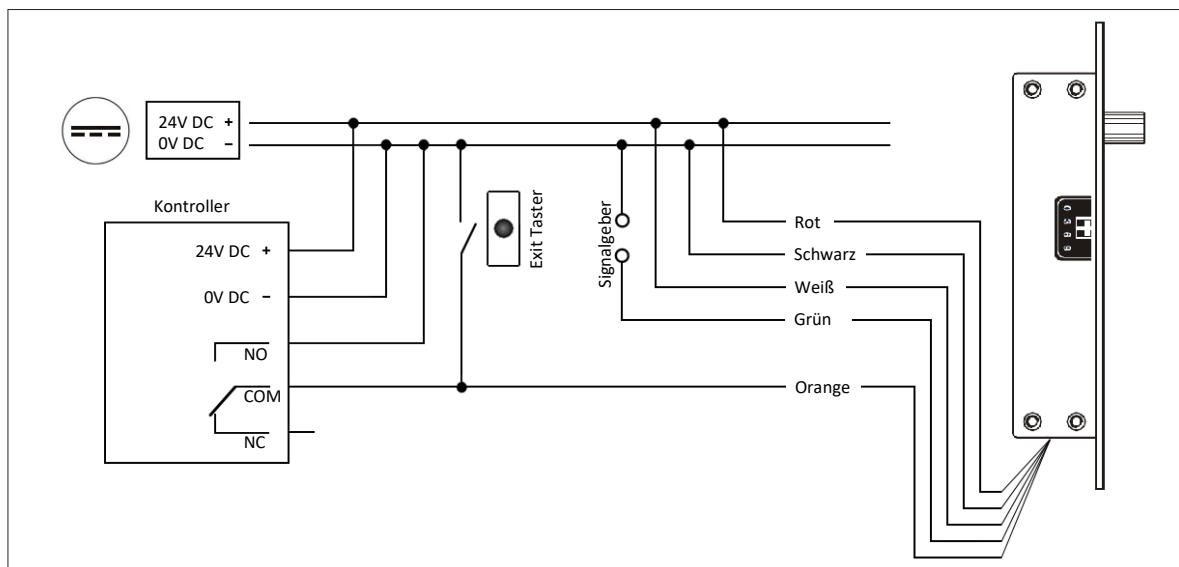 24V DC +
0V DC −
Kontroller
24V DC +
0V DC −
NO
COM
NC
Exit Taster
Signalgeber
Rot
Schwarz
Weiß
Grün
Orange